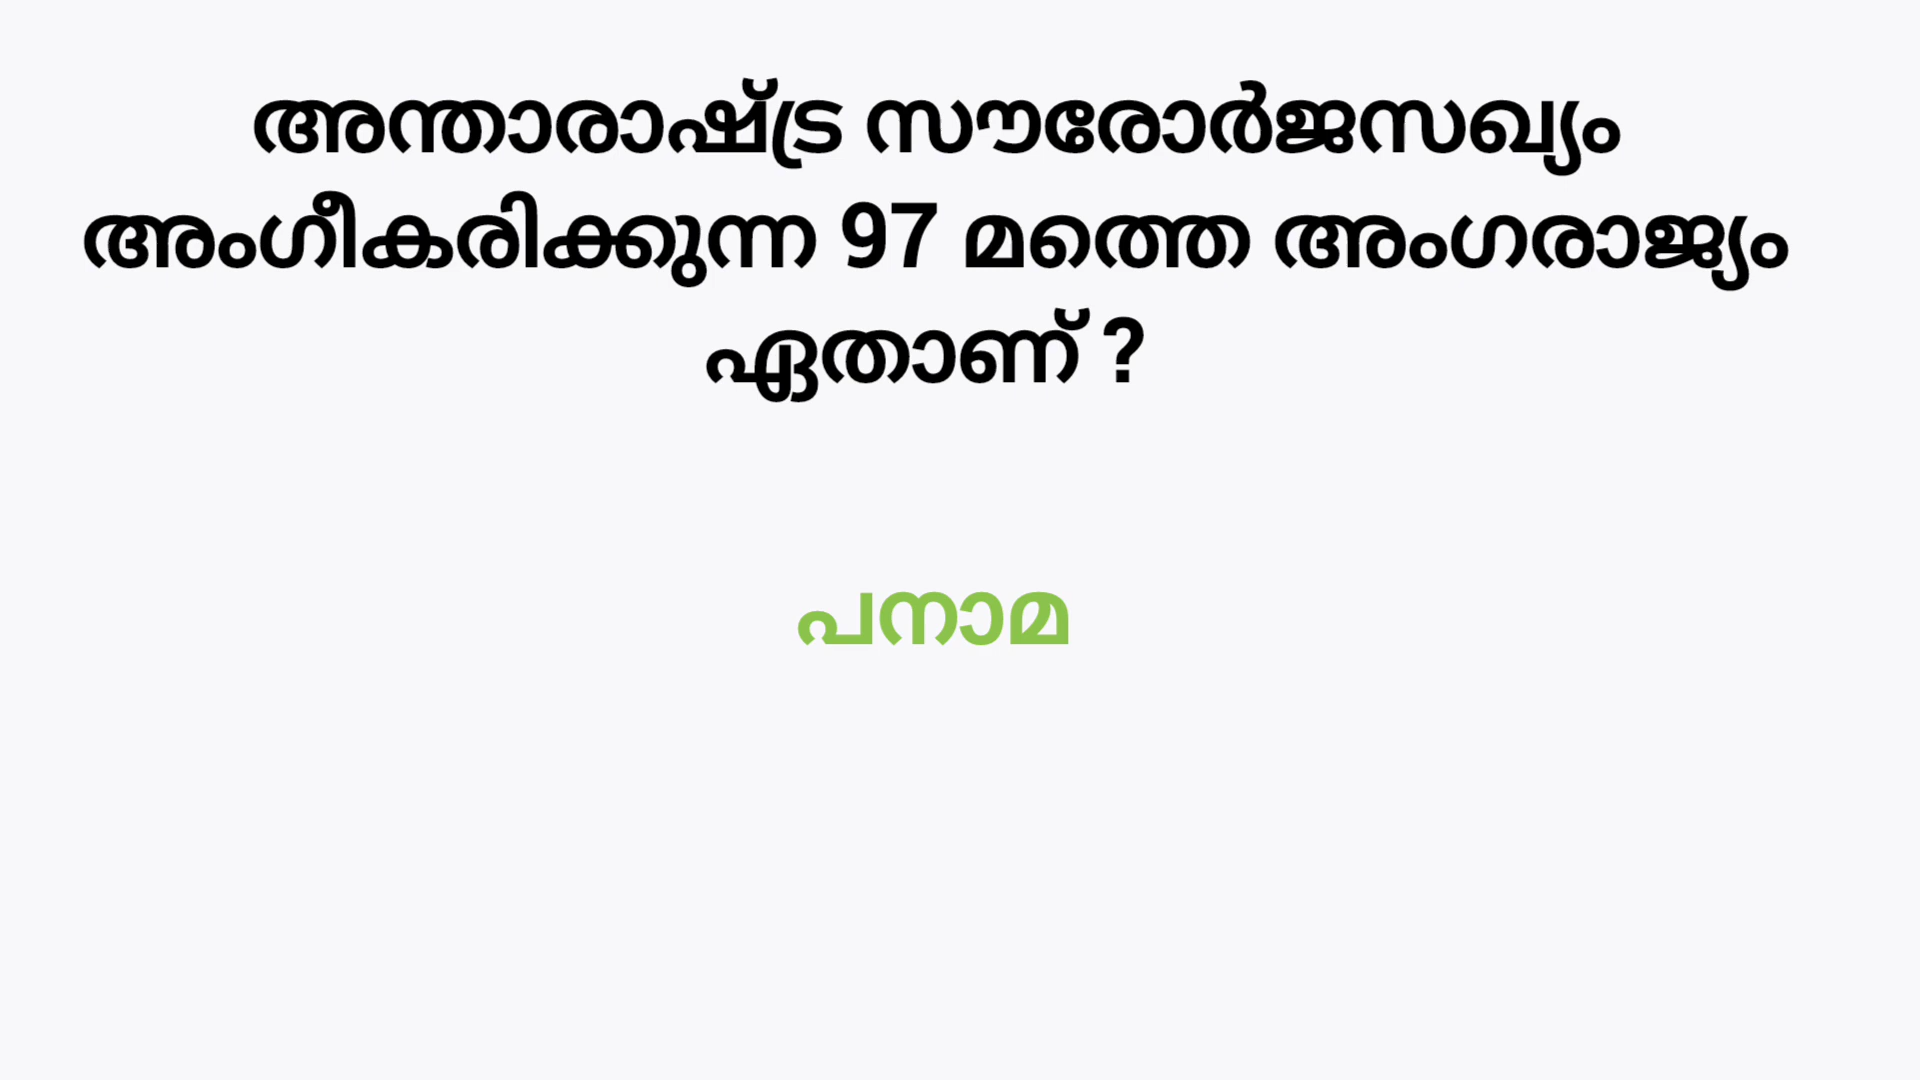 അന്താരാഷ്ട്ര സൗരോർജസഖ്യം
അംഗീകരിക്കുന്ന 97 മത്തെ അംഗരാജ്യം
ഏതാണ് ?
പനാമ